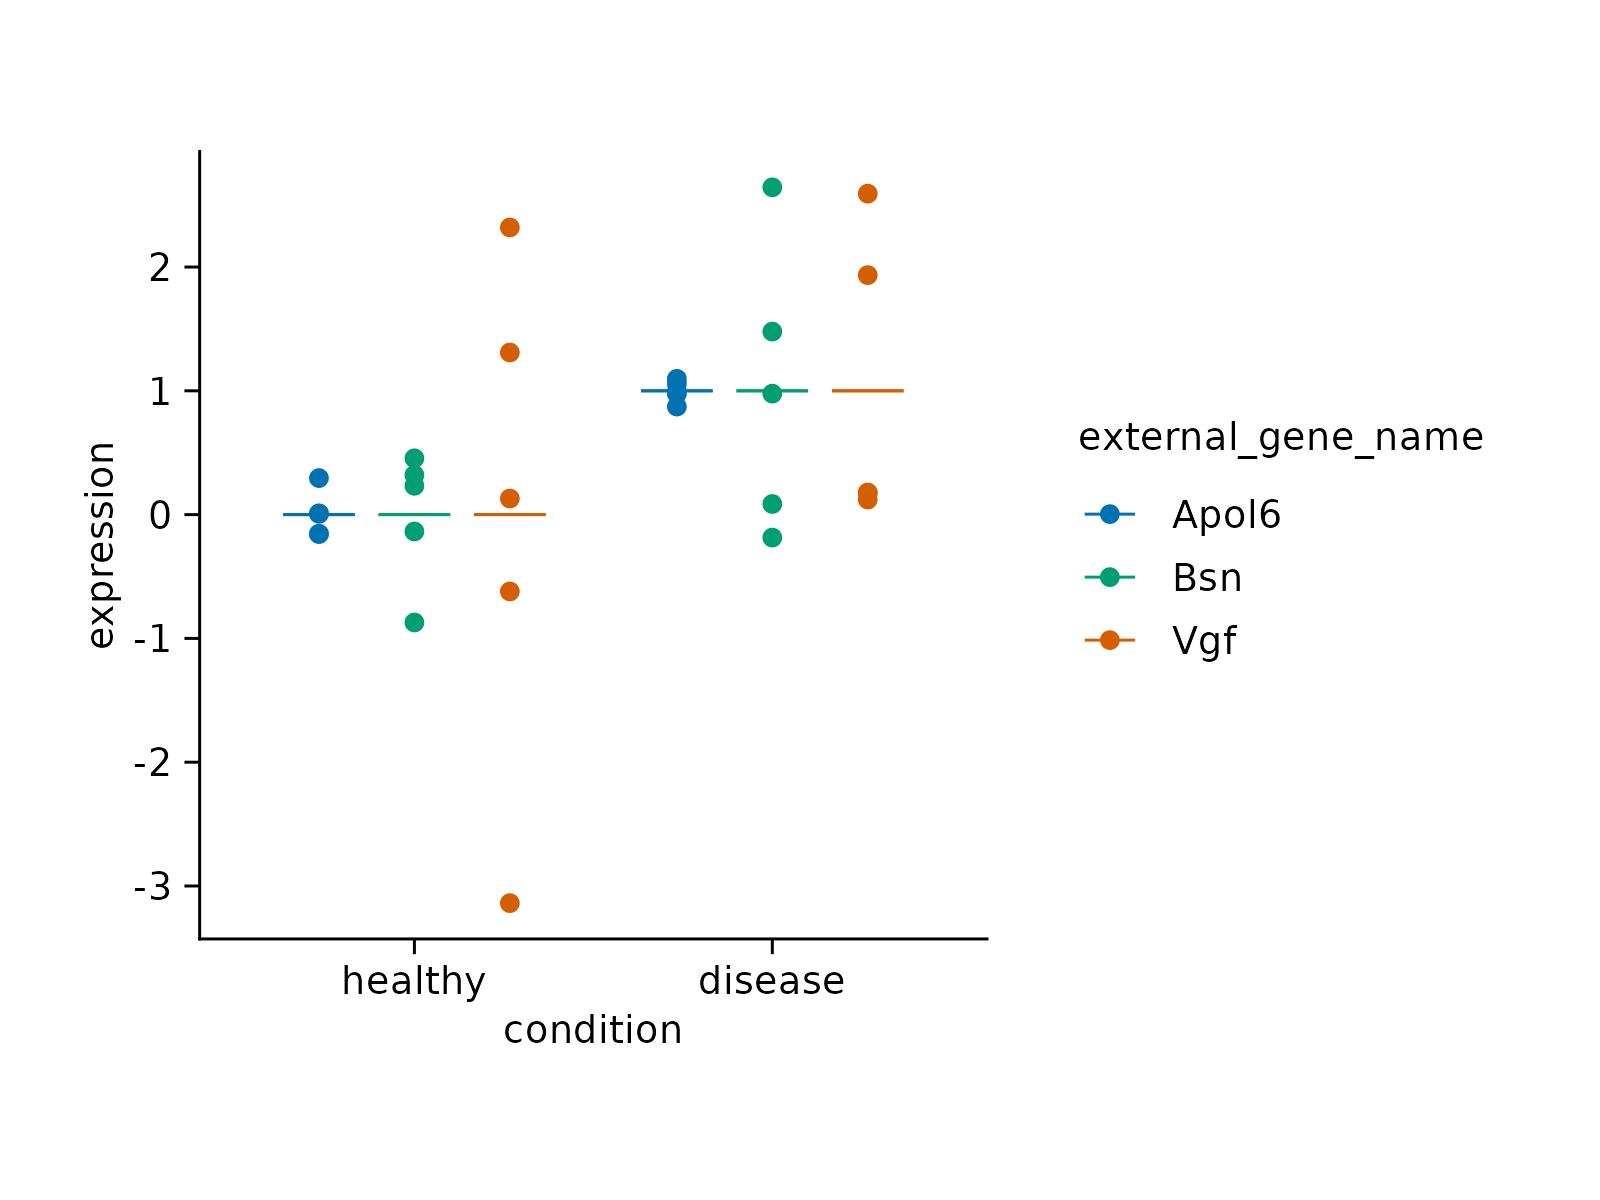 2
1
0
-1
-2
-3
expression
healthy
disease
condition
external_gene_name
Apol6
Bsn
Vgf